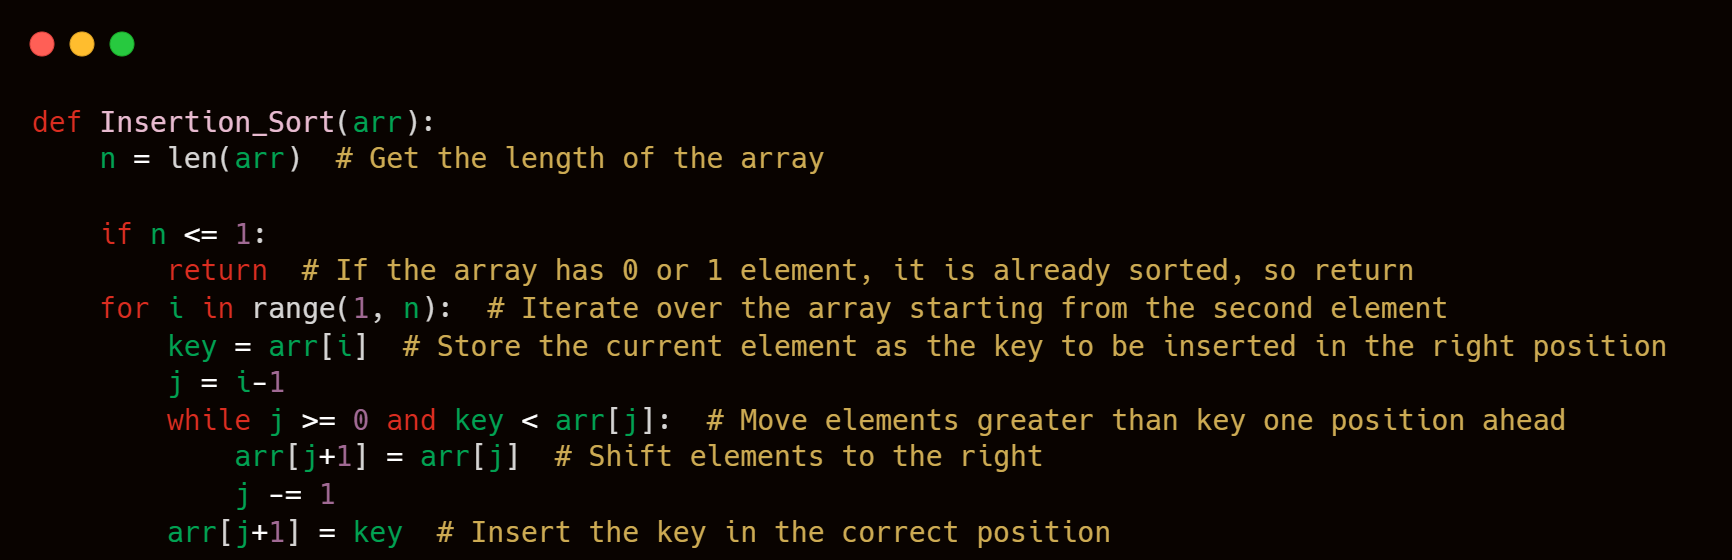 def Insertion_Sort(arr):
    n = len(arr)  # Get the length of the array

    if n <= 1:
        return  # If the array has 0 or 1 element, it is already sorted, so return
    for i in range(1, n):  # Iterate over the array starting from the second element
        key = arr[i]  # Store the current element as the key to be inserted in the right position
        j = i-1
        while j >= 0 and key < arr[j]:  # Move elements greater than key one position ahead
            arr[j+1] = arr[j]  # Shift elements to the right
            j -= 1
        arr[j+1] = key  # Insert the key in the correct position